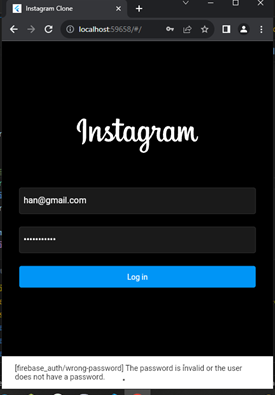 Instagram Clone
localhost:59658/#/
Instagram
han@gmail.com
•••••••••••
Log in
[firebase_auth/wrong-password] The password is invalid or the user
does not have a password.